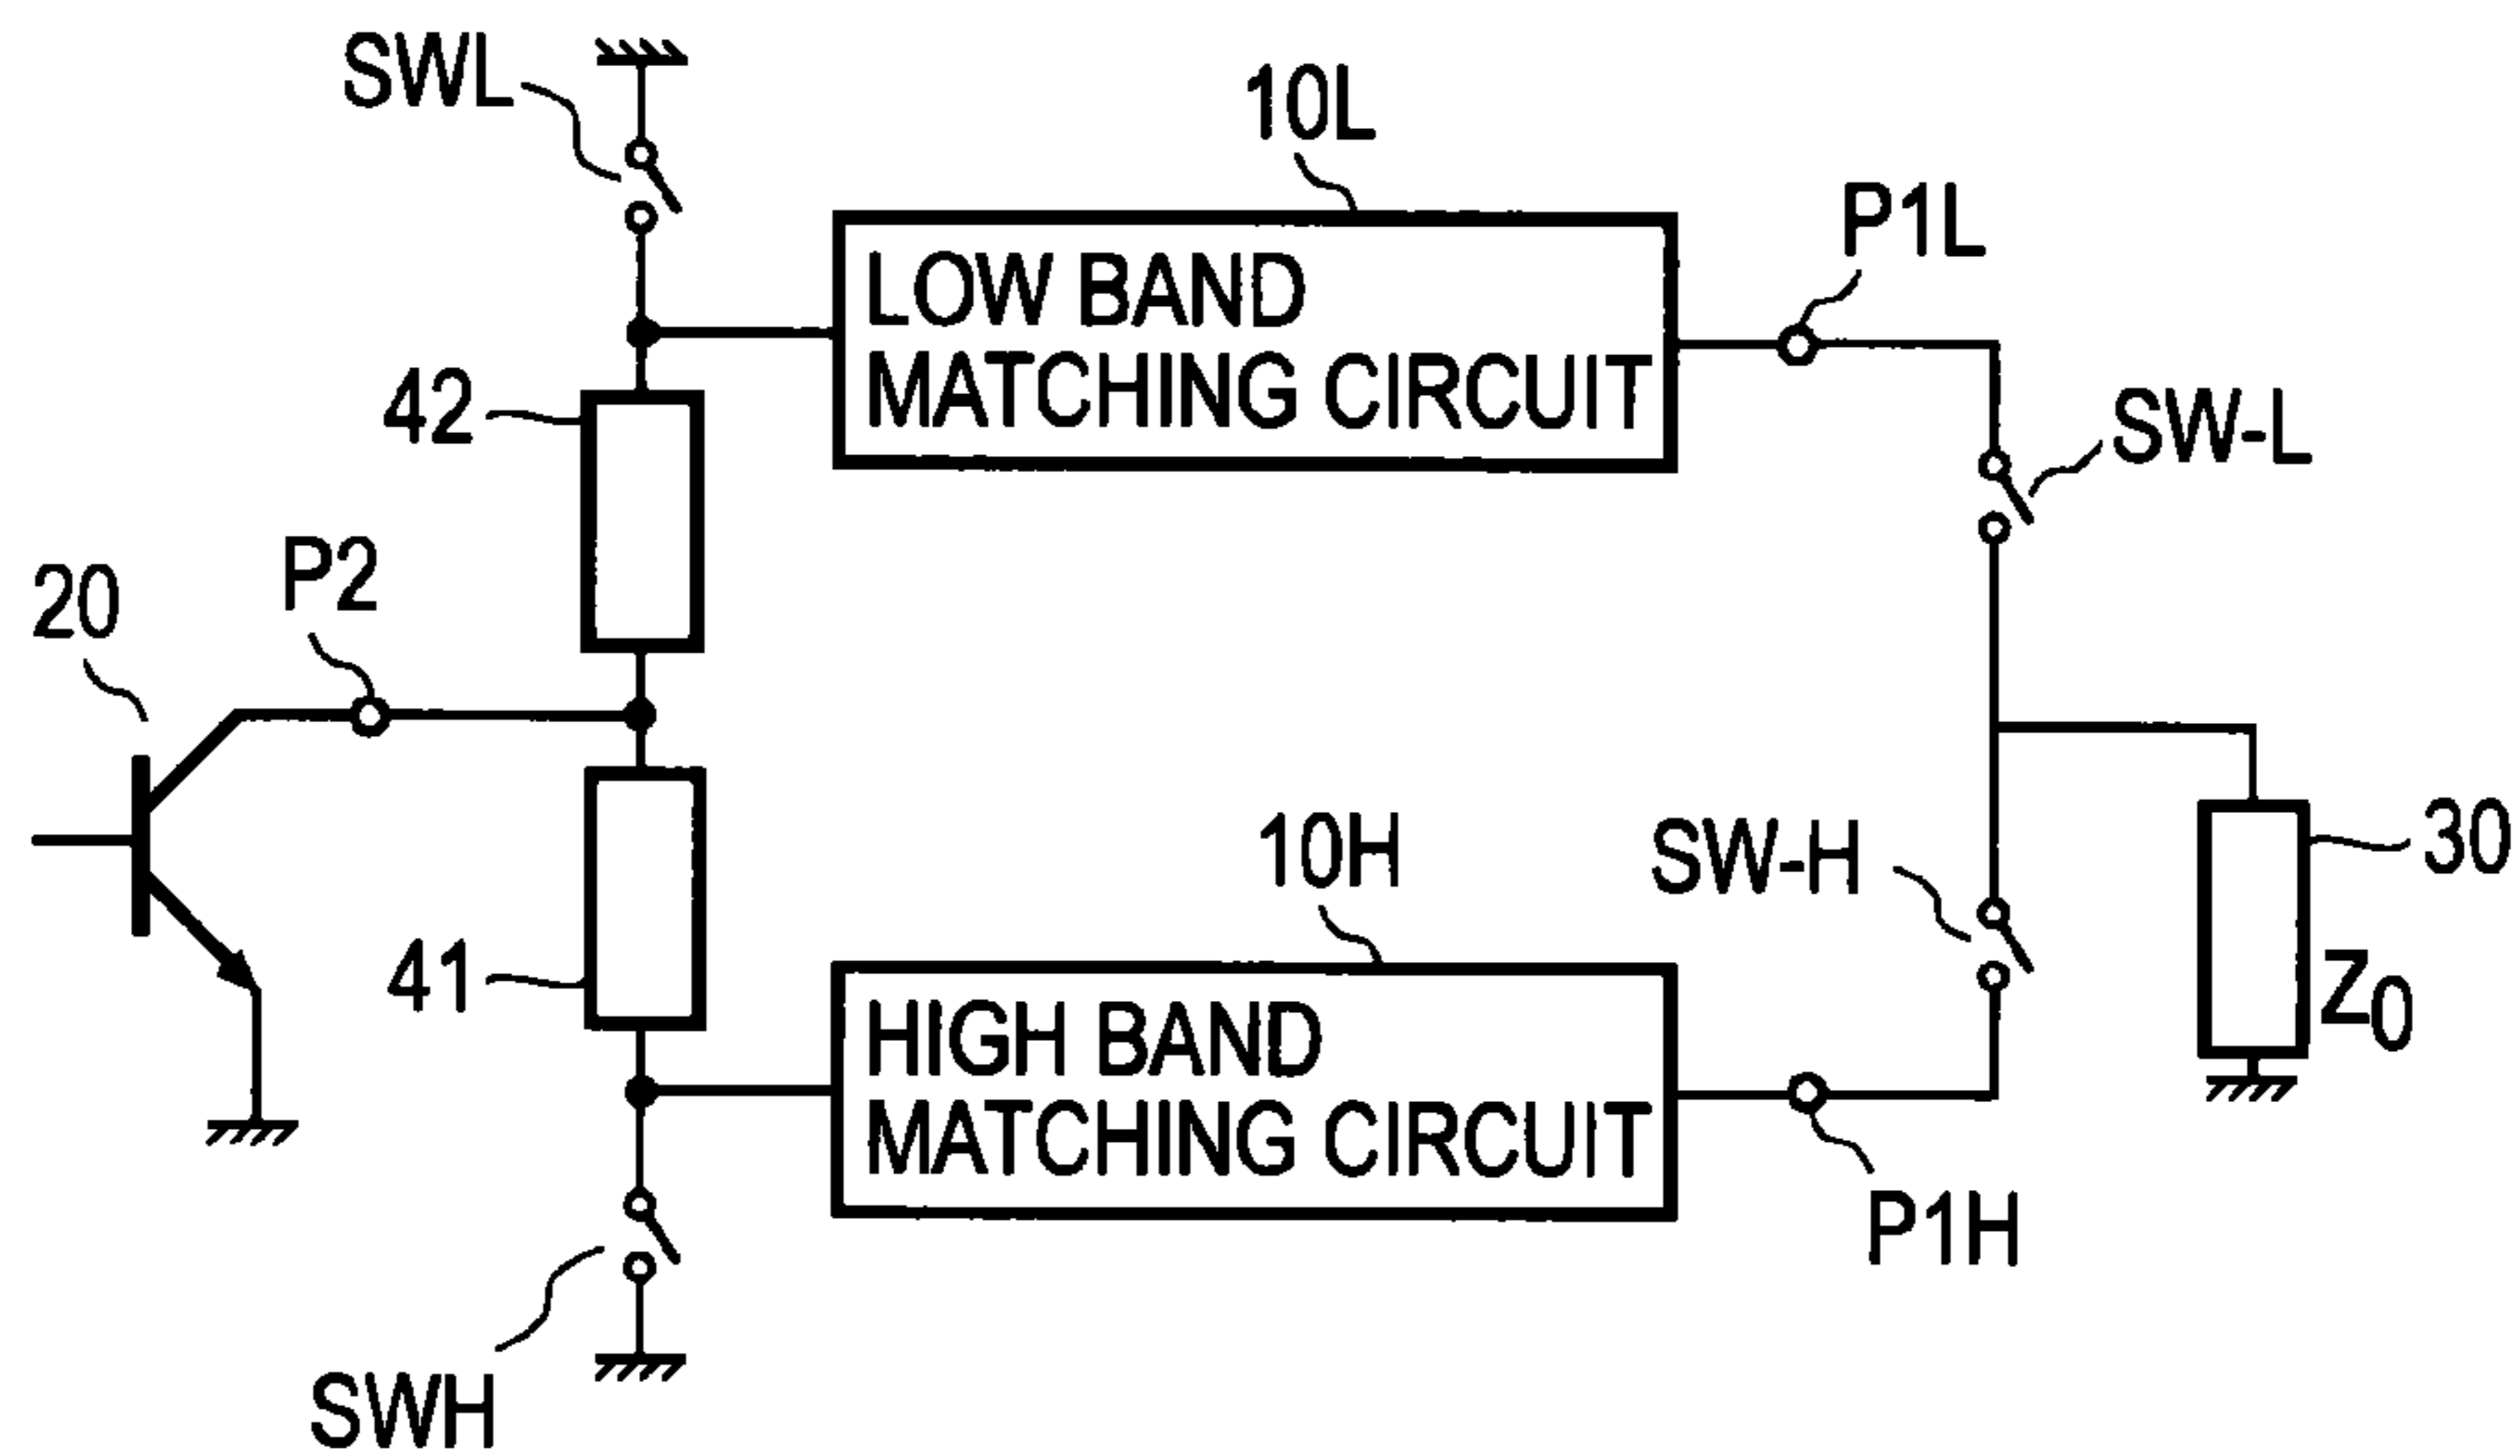 SWL
10L
P1L
LOW BAND
MATCHING CIRCUIT
SW-L
42
P2
20
10H
SW-H
30
41
HIGH BAND
MATCHING CIRCUIT
Z0
P1H
SWH